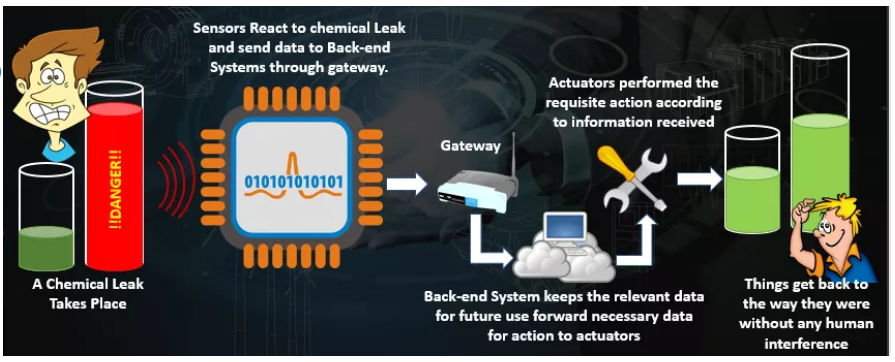 Sensors React to chemical Leak
and send data to Back-end
Systems through gateway.
!!DANGER!!
A Chemical Leak
Takes Place
010101010101
Gateway
Back-end System keeps the relevant data
for future use forward necessary data
for action to actuators
Actuators performed the
requisite action according
to information received
Things get back to
the way they were
without any human
interference